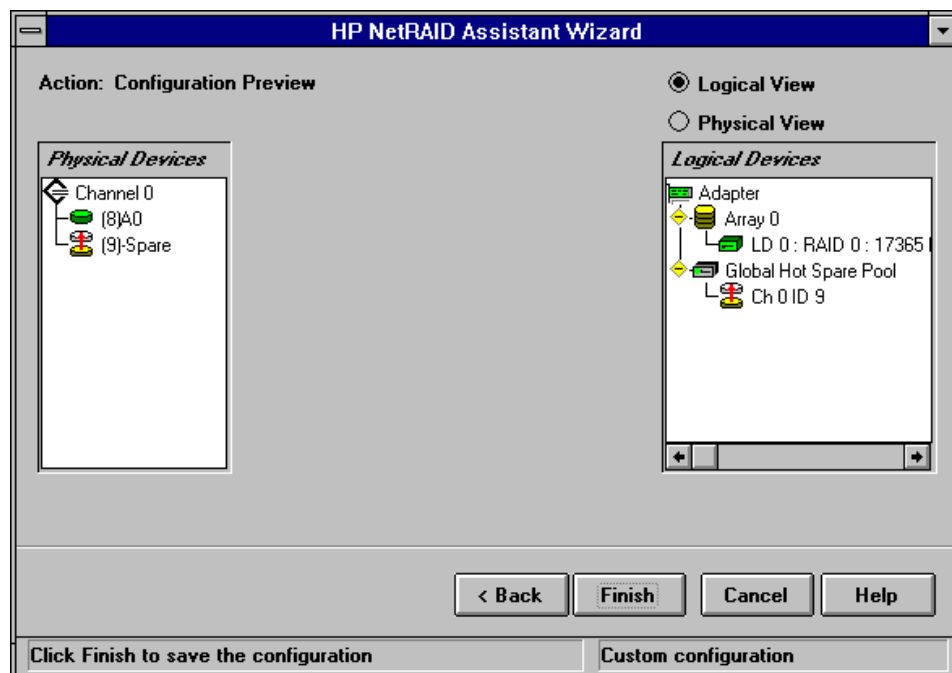 HP NetRAID Assistant Wizard
Action: Configuration Preview
Logical View
Physical View
Physical Devices
Channel 0
(8)A0
(9)-Spare
Logical Devices
Adapter
Array 0
LD 0 : RAID 0 : 17365
Global Hot Spare Pool
Ch 0 ID 9
< Back
Finish
Cancel
Help
Click Finish to save the configuration
Custom configuration